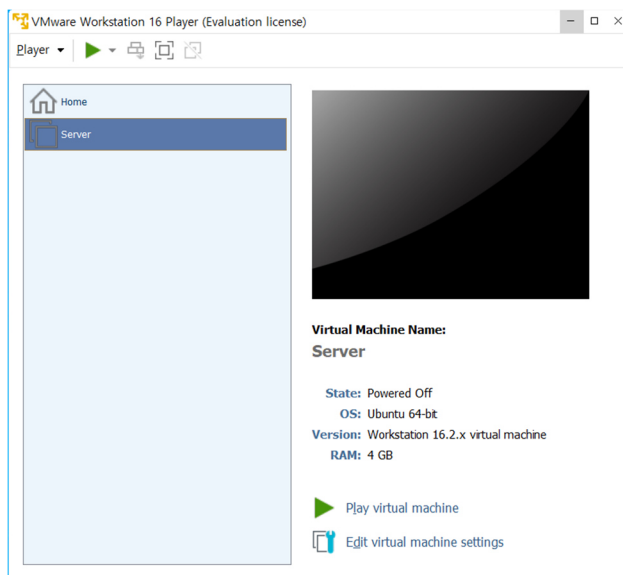 VMware Workstation 16 Player (Evaluation license)
Player
Home
Server
Virtual Machine Name:
Server
State: Powered Off
OS: Ubuntu 64-bit
Version: Workstation 16.2.x virtual machine
RAM: 4 GB
Play virtual machine
Edit virtual machine settings